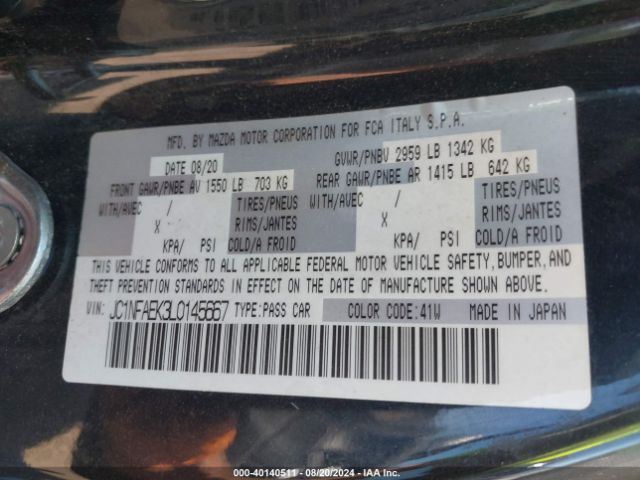 MFD. BY MAZDA MOTOR CORPORATION FOR FCA ITALY S.P.A.
DATE 08/20 GVWR/PNBV 2959 LB 1342 KG
FRONT GAWR/PNBE AV 1550 LB 703 KG REAR GAWR/PNBE AR 1415 LB 642 KG
WITH/AVEC / TIRES/PNEUS WITH/AVEC / TIRES/PNEUS
X RIMS/JANTES X RIMS/JANTES
KPA/ PSI COLD/A FROID KPA/ PSI COLD/A FROID
THIS VEHICLE CONFORMS TO ALL APPLICABLE FEDERAL MOTOR VEHICLE SAFETY, BUMPER, AND
THEFT PREVENTION STANDARDS IN EFFECT ON THE DATE OF MANUFACTURE SHOWN ABOVE.
VIN: JC1NFAEK3L0145667 TYPE:PASS CAR COLOR CODE:41W MADE IN JAPAN
000-40140511 - 08/20/2024 - IAA Inc.